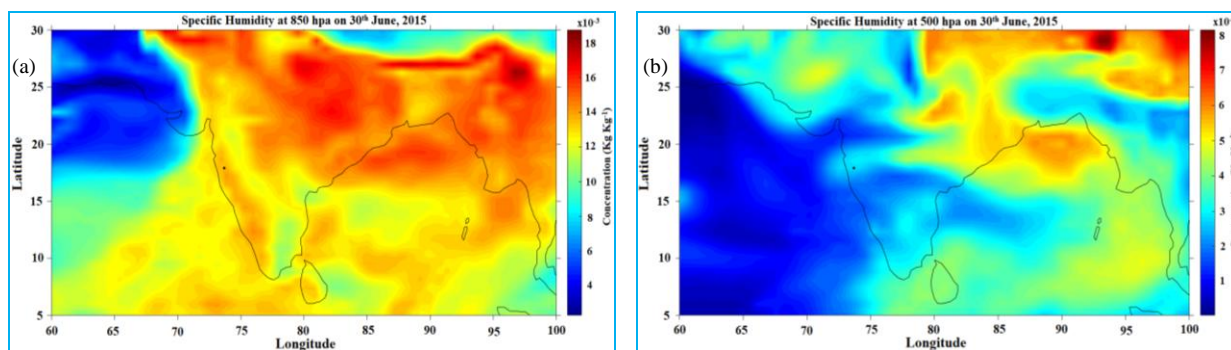 Specific Humidity at 850 hpa on 30th June, 2015
x10-3
(a)
30
25
20
15
10
5
Latitude
60 65 70 75 80 85 90 95 100
Longitude
18
16
14
12
10
8
6
4
Concentration (Kg Kg-1)
Specific Humidity at 500 hpa on 30th June, 2015
(b)
30
25
20
15
10
5
Latitude
60 65 70 75 80 85 90 95 100
Longitude
8
7
6
5
4
3
2
1
0